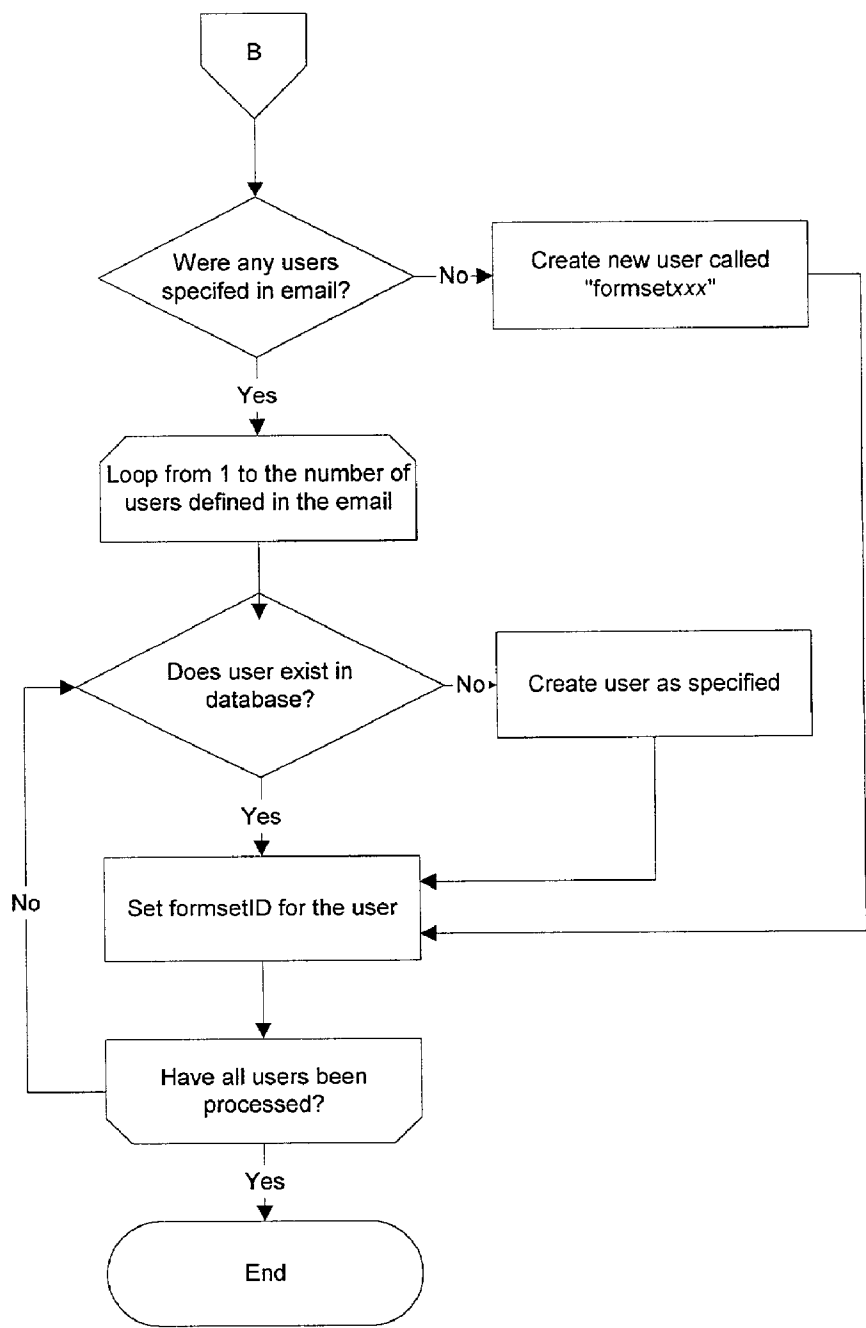 B
Were any users
specifed in email?
No
Create new user called
"formsetxxx"
Yes
Loop from 1 to the number of
users defined in the email
Does user exist in
database?
No
Create user as specified
Yes
Set formsetID for the user
No
Have all users been
processed?
Yes
End